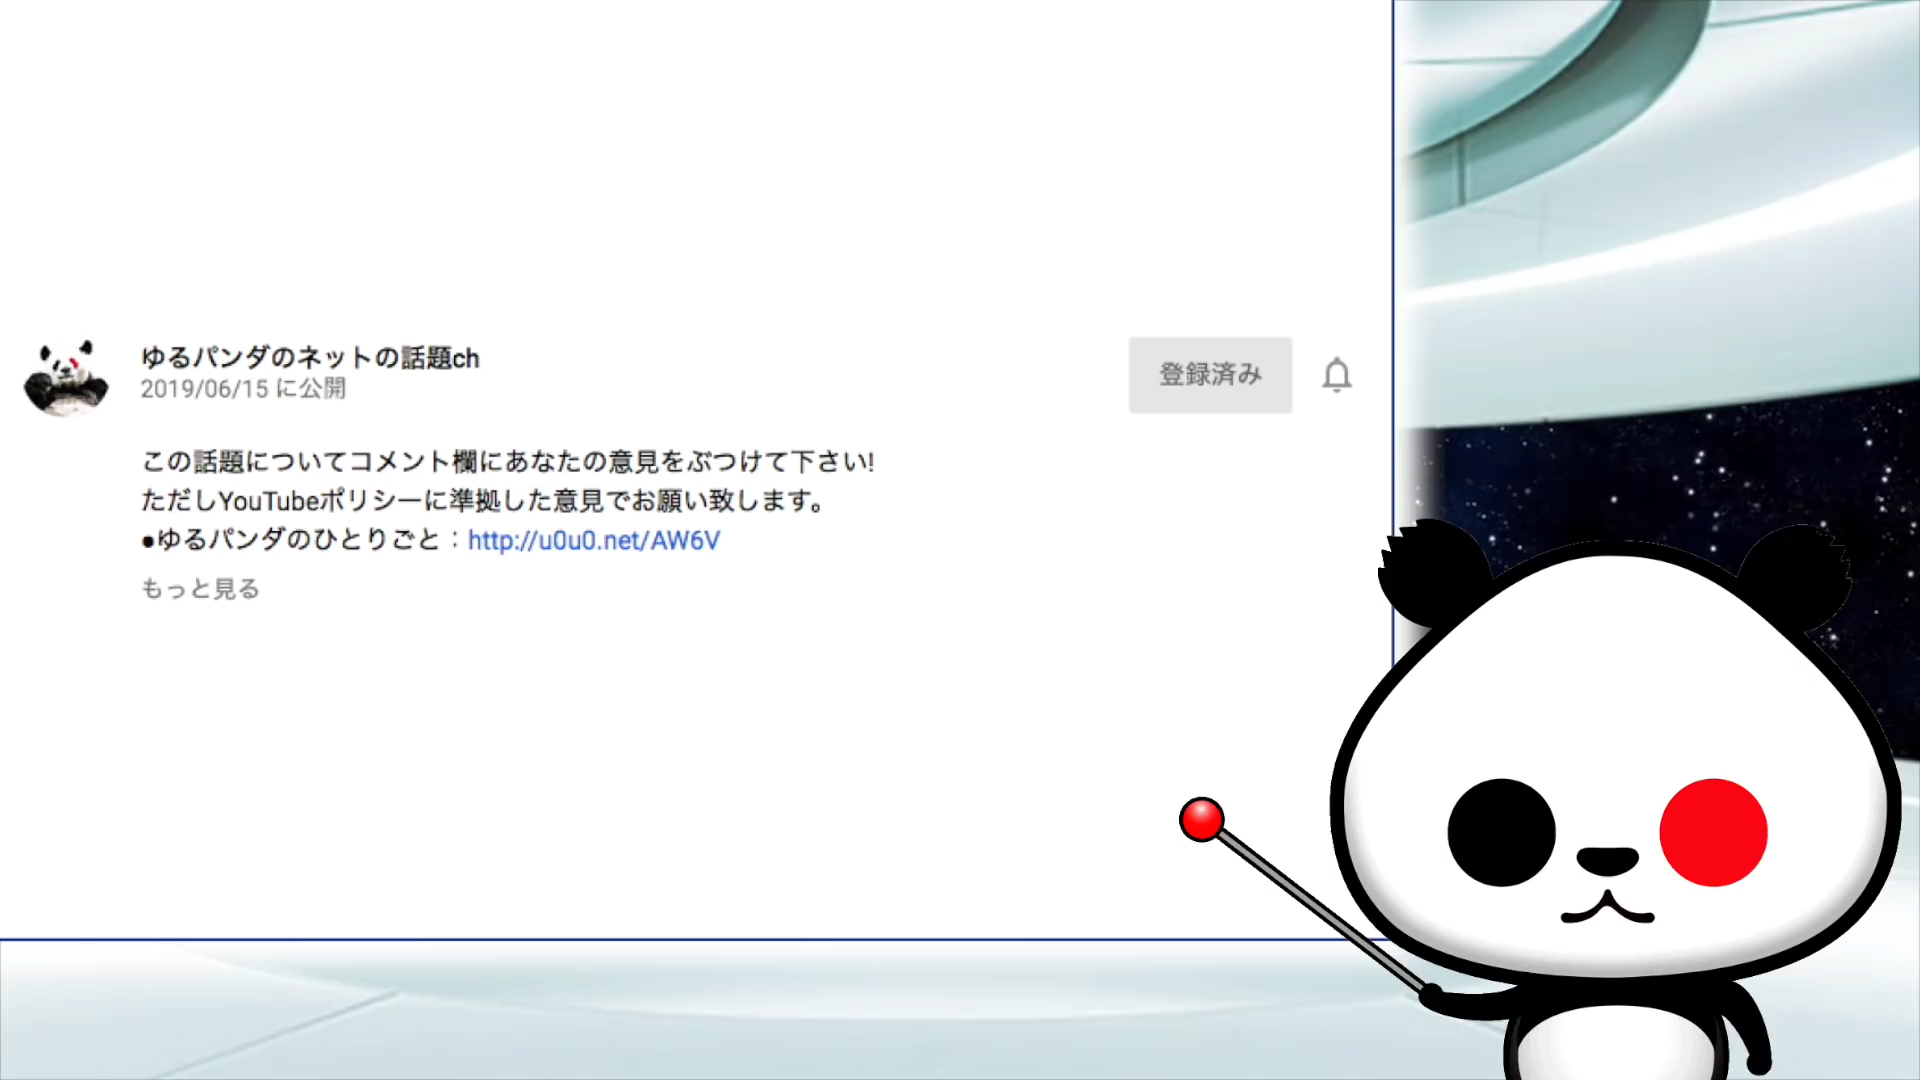 ゆるパンダのネットの話題ch
2019/06/15 に公開
登録済み
この話題についてコメント欄にあなたの意見をぶつけて下さい!
ただしYouTubeポリシーに準拠した意見でお願い致します。
●ゆるパンダのひとりごと：http://u0u0.net/AW6V
もっと見る